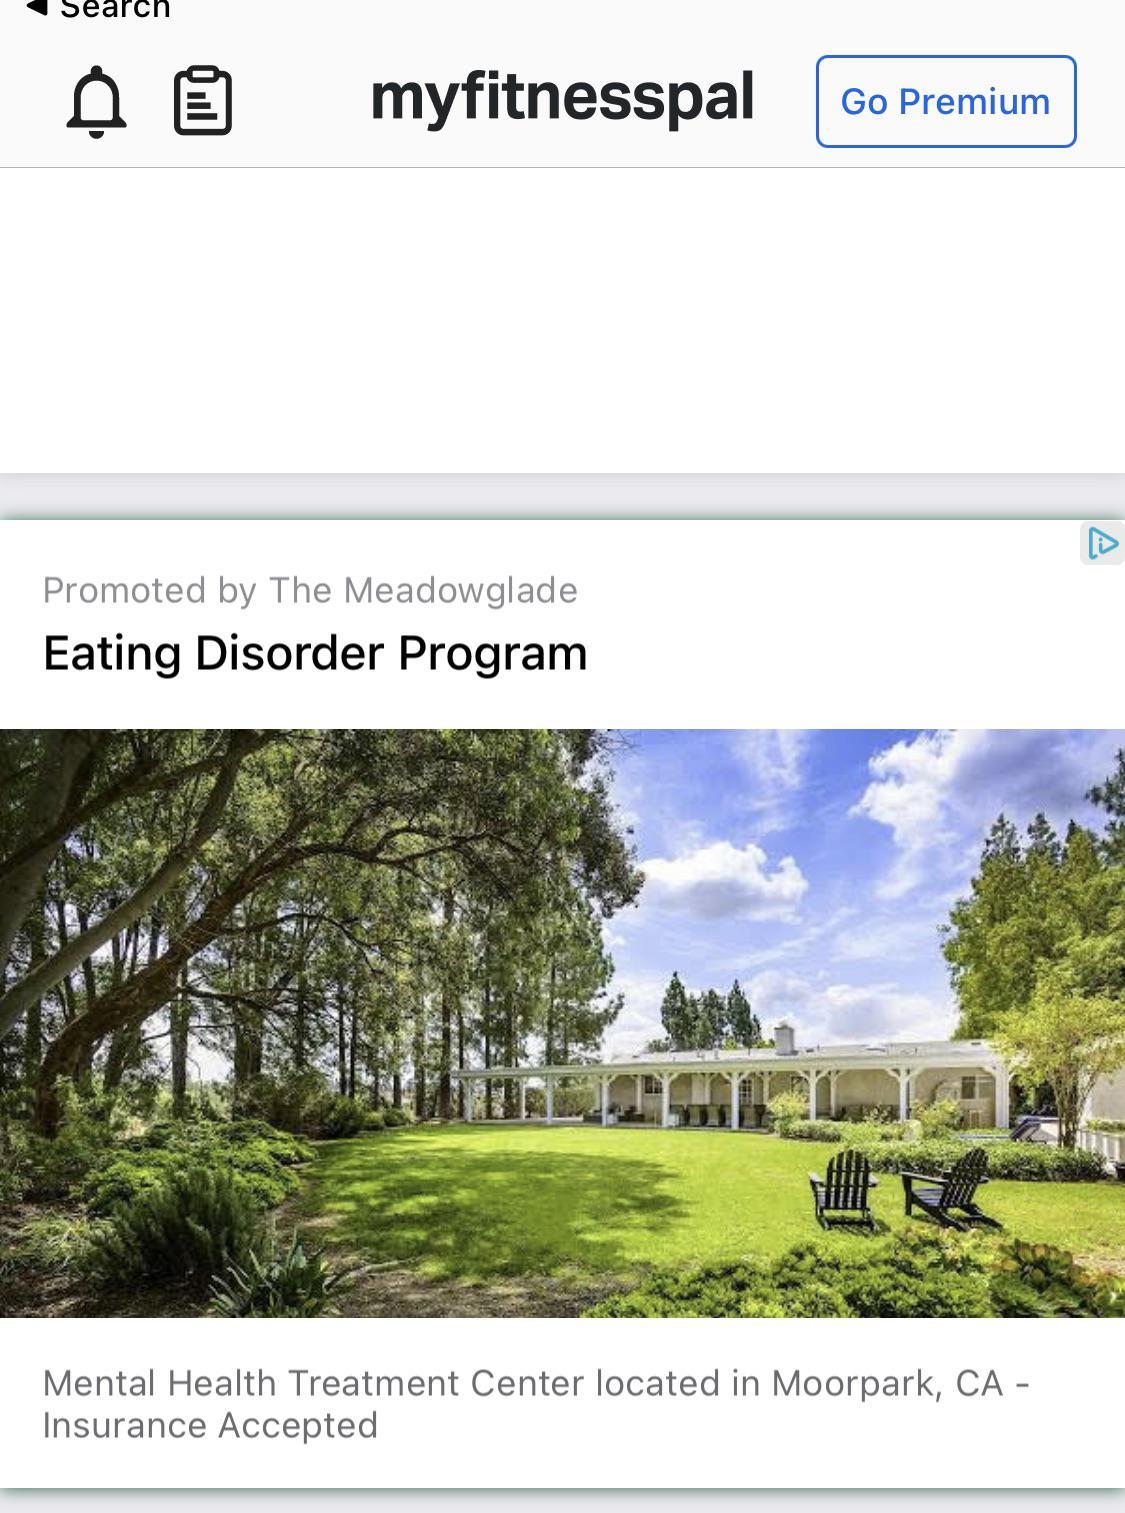 Search
myfitnesspal
Go Premium
Promoted by The Meadowglade
Eating Disorder Program
Mental Health Treatment Center located in Moorpark, CA -
Insurance Accepted